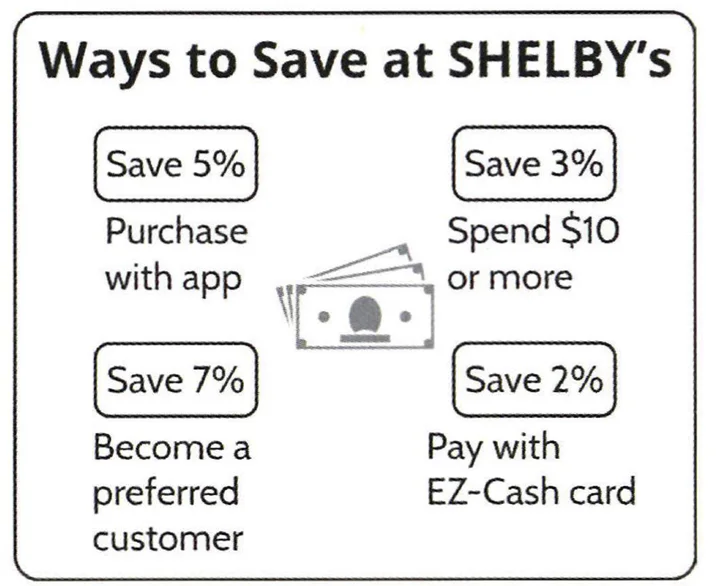 Ways to Save at SHELBY's
Save 5%
Purchase
with app
Save 3%
Spend $10
or more
Save 7%
Become a
preferred
customer
Save 2%
Pay with
EZ-Cash card